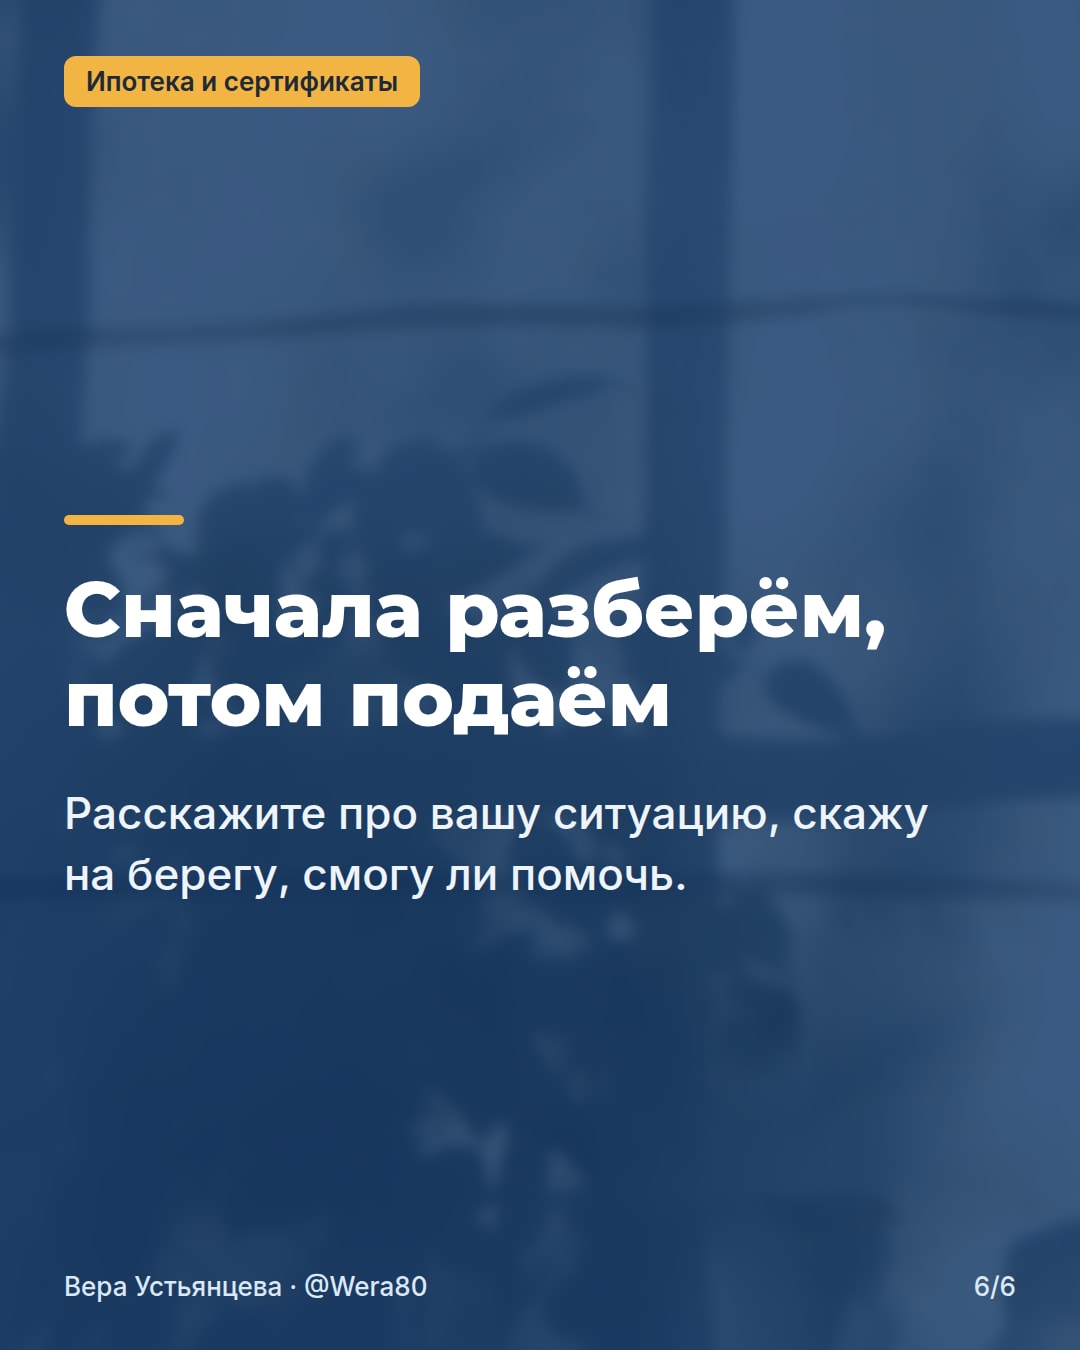 Ипотека и сертификаты
Сначала разберём,
потом подаём
Расскажите про вашу ситуацию, скажу
на берегу, смогу ли помочь.
Вера Устьянцева · @Wera80
6/6